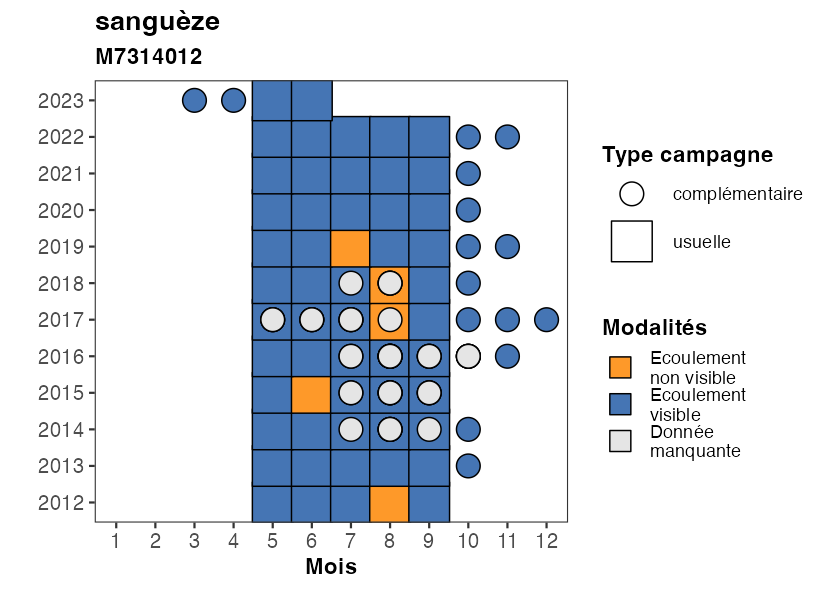 sanguèze
M7314012
2023
2022
2021
2020
2019
2018
2017
2016
2015
2014
2013
2012
1 2 3 4 5 6 7 8 9 10 11 12
Mois
Type campagne
complémentaire
usuelle
Modalités
Ecoulement
non visible
Ecoulement
visible
Donnée
manquante